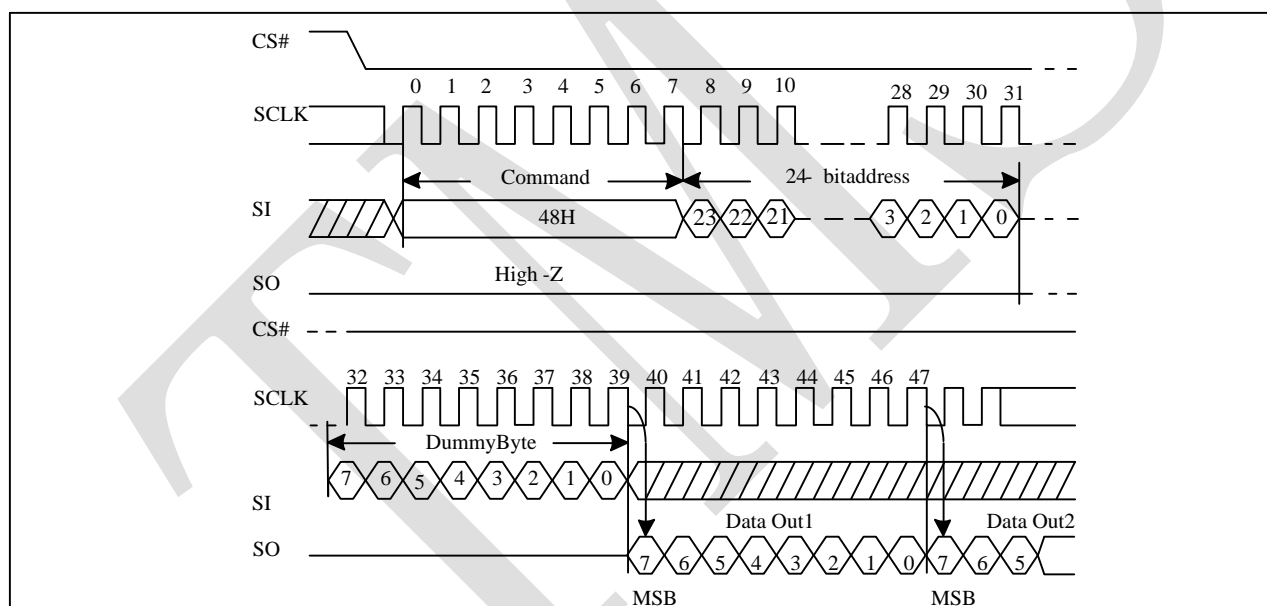 CS#
0 1 2 3 4 5 6 7 8 9 10 28 29 30 31
SCLK
Command 24- bitaddress
SI 48H 23 22 21 3 2 1 0
High -Z
SO
CS#
32 33 34 35 36 37 38 39 40 41 42 43 44 45 46 47
SCLK
DummyByte
7 6 5 4 3 2 1 0
SI
Data Out1 Data Out2
SO 7 6 5 4 3 2 1 0 7 6 5
MSB MSB